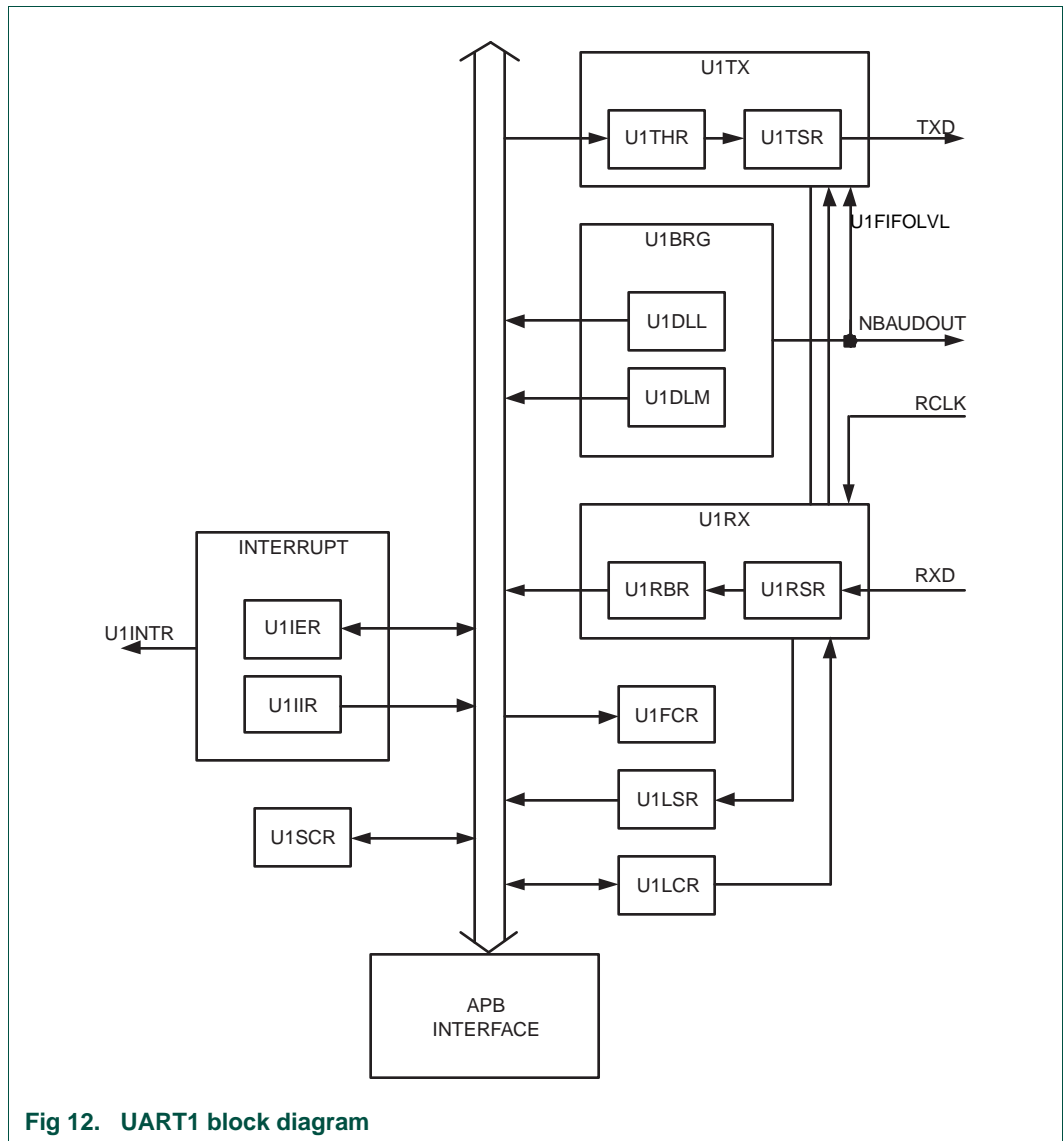 U1TX
U1THR
U1TSR
TXD
U1FIFOLVL
U1BRG
U1DLL
NBAUDOUT
U1DLM
RCLK
U1RX
INTERRUPT
U1RBR
U1RSR
RXD
U1INTR
U1IER
U1IIR
U1FCR
U1LSR
U1SCR
U1LCR
APB
INTERFACE
Fig 12. UART1 block diagram